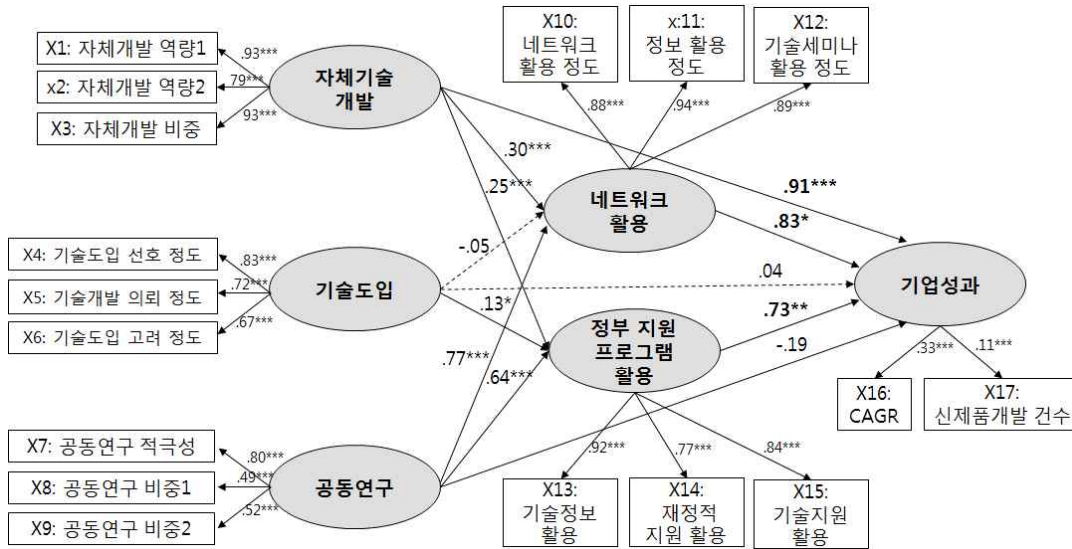 X10:
네트워크
활용 정도
x:11:
정보 활용
정도
X12:
기술세미나
활용 정도
X1: 자체개발 역량1
x2: 자체개발 역량2
X3: 자체개발 비중
.93***
.79***
.93***
자체기술
개발
.88***
.94***
.89***
.30***
.25***
네트워크
활용
.91***
.83*
X4: 기술도입 선호 정도
X5: 기술개발 의뢰 정도
X6: 기술도입 고려 정도
.83***
.72***
.67***
기술도입
-.05
.04
.13*
기업성과
정부 지원
프로그램
활용
.73**
-.19
.77***
.64***
.33***
.11***
X16:
CAGR
X17:
신제품개발 건수
X7: 공동연구 적극성
X8: 공동연구 비중1
X9: 공동연구 비중2
.80***
.49***
.52***
공동연구
.92***
.77***
.84***
X13:
기술정보
활용
X14:
재정적
지원 활용
X15:
기술지원
활용